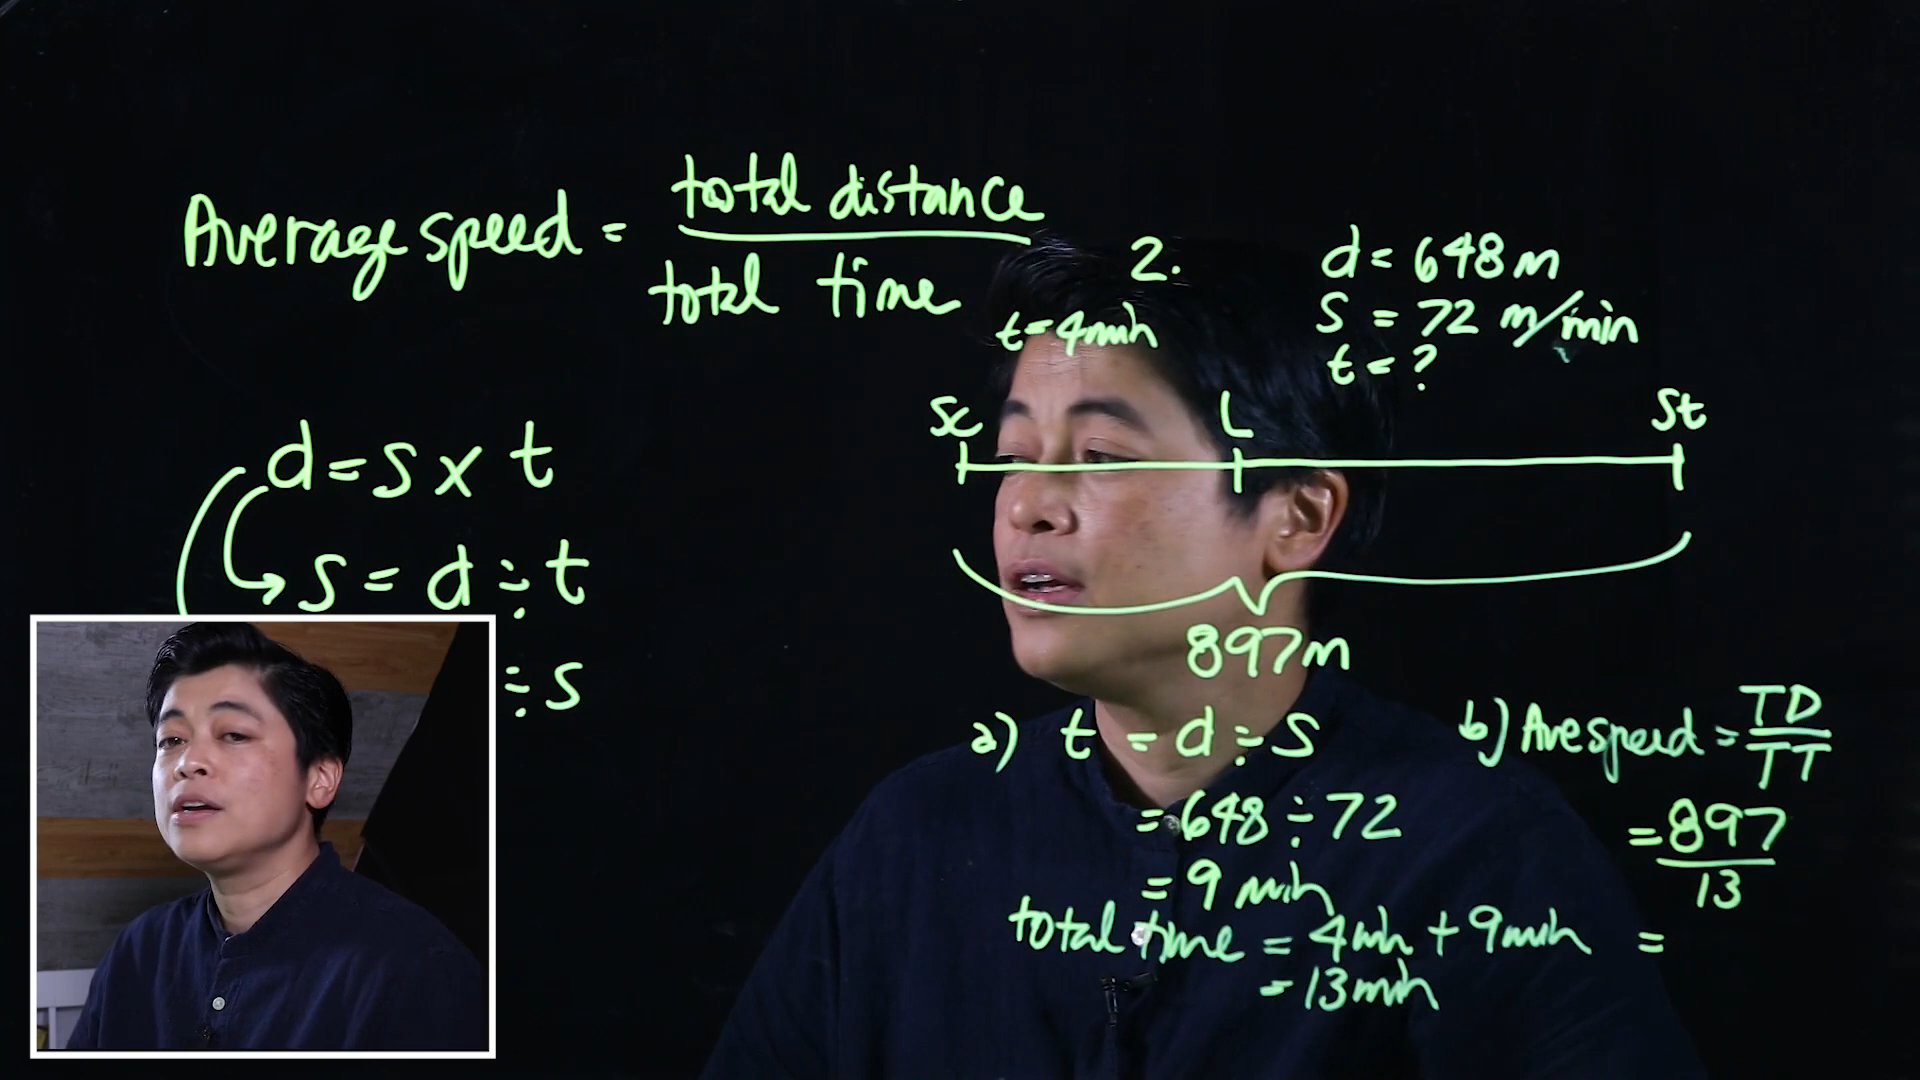 Average speed = total distance / total time
d = s x t
s = d ÷ t
÷ s
2.
t = 4 min
d = 648 m
s = 72 m/min
t = ?
Sc L St
897 m
a) t = d ÷ s
= 648 ÷ 72
= 9 min
total time = 4 min + 9 min
= 13 min
b) Ave speed = TD / TT
= 897 / 13
=